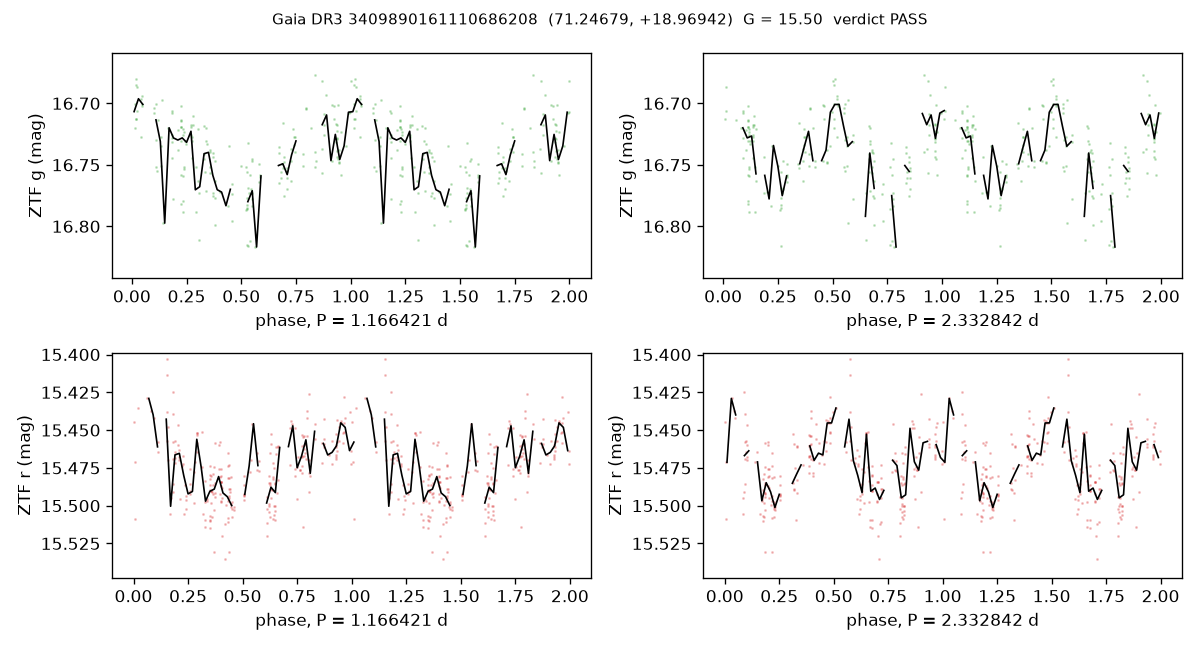 Gaia DR3 3409890161110686208 (71.24679, +18.96942) G = 15.50 verdict PASS
ZTF g (mag)
16.70
16.75
16.80
0.00 0.25 0.50 0.75 1.00 1.25 1.50 1.75 2.00
phase, P = 1.166421 d
ZTF g (mag)
16.70
16.75
16.80
0.00 0.25 0.50 0.75 1.00 1.25 1.50 1.75 2.00
phase, P = 2.332842 d
ZTF r (mag)
15.400
15.425
15.450
15.475
15.500
15.525
0.00 0.25 0.50 0.75 1.00 1.25 1.50 1.75 2.00
phase, P = 1.166421 d
ZTF r (mag)
15.400
15.425
15.450
15.475
15.500
15.525
0.00 0.25 0.50 0.75 1.00 1.25 1.50 1.75 2.00
phase, P = 2.332842 d